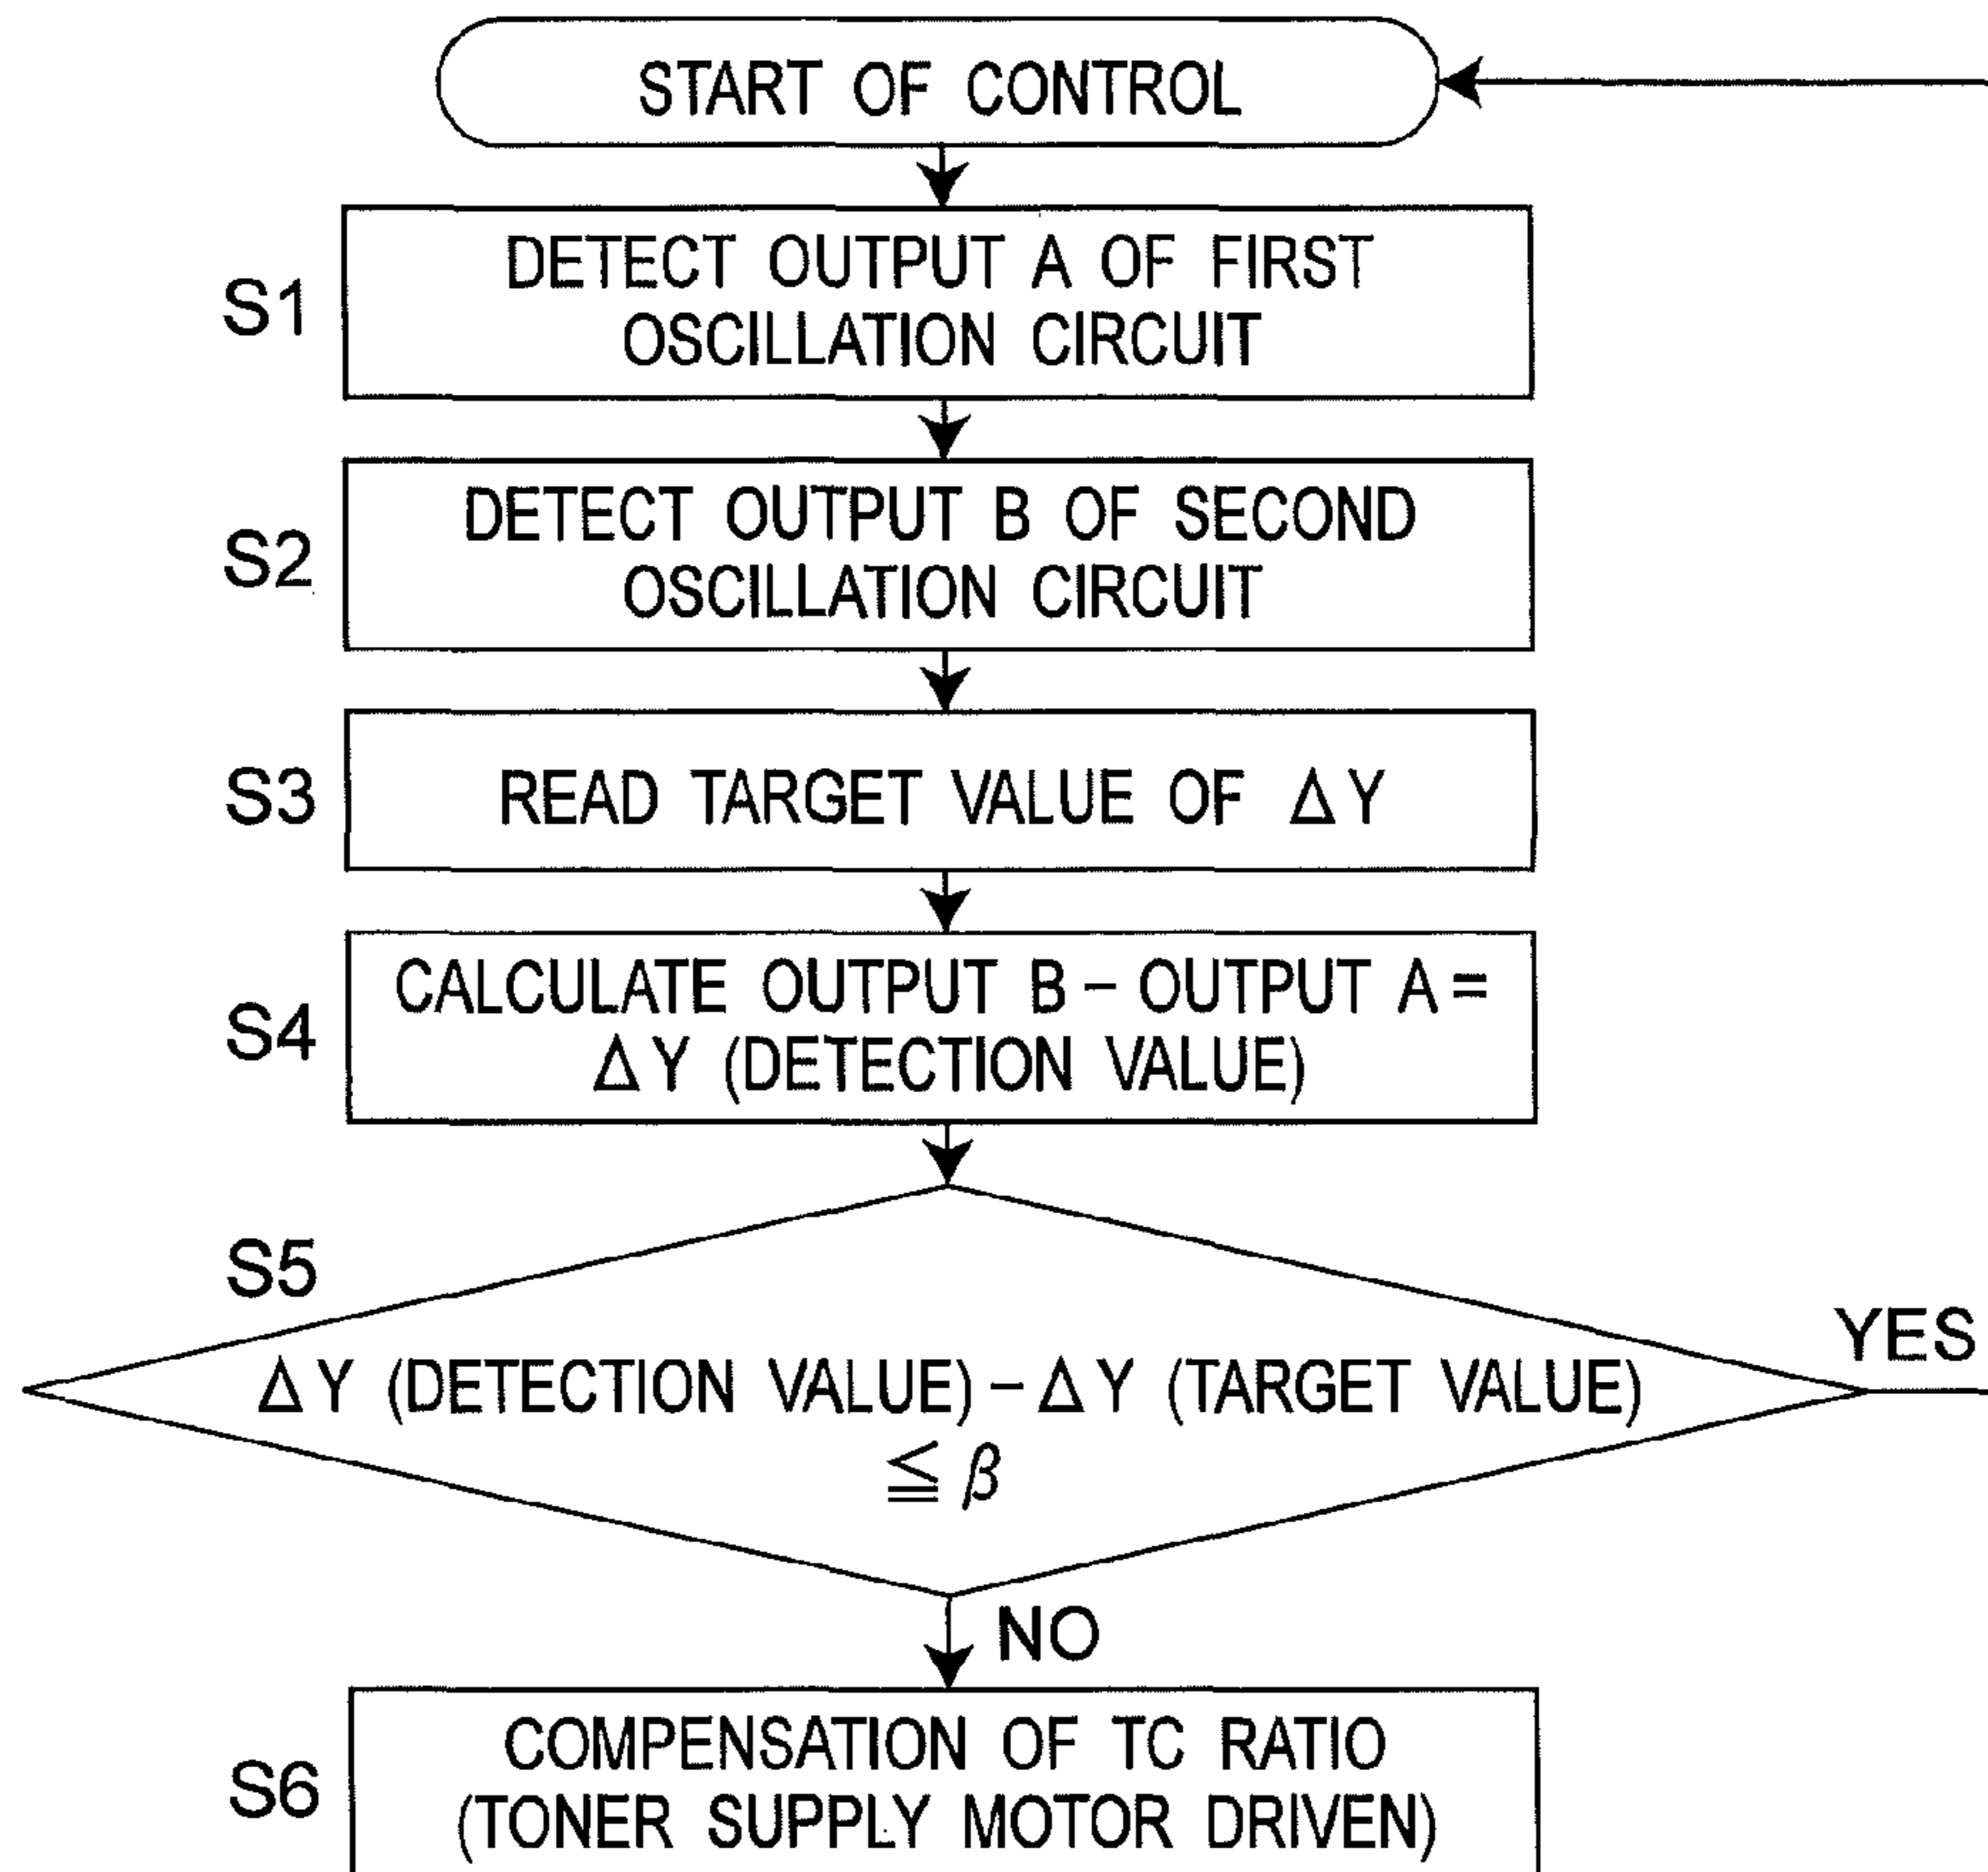 START OF CONTROL
S1
DETECT OUTPUT A OF FIRST
OSCILLATION CIRCUIT
S2
DETECT OUTPUT B OF SECOND
OSCILLATION CIRCUIT
S3
READ TARGET VALUE OF ΔY
S4
CALCULATE OUTPUT B – OUTPUT A =
ΔY (DETECTION VALUE)
S5
ΔY (DETECTION VALUE) – ΔY (TARGET VALUE)
≦ β
YES
NO
S6
COMPENSATION OF TC RATIO
(TONER SUPPLY MOTOR DRIVEN)